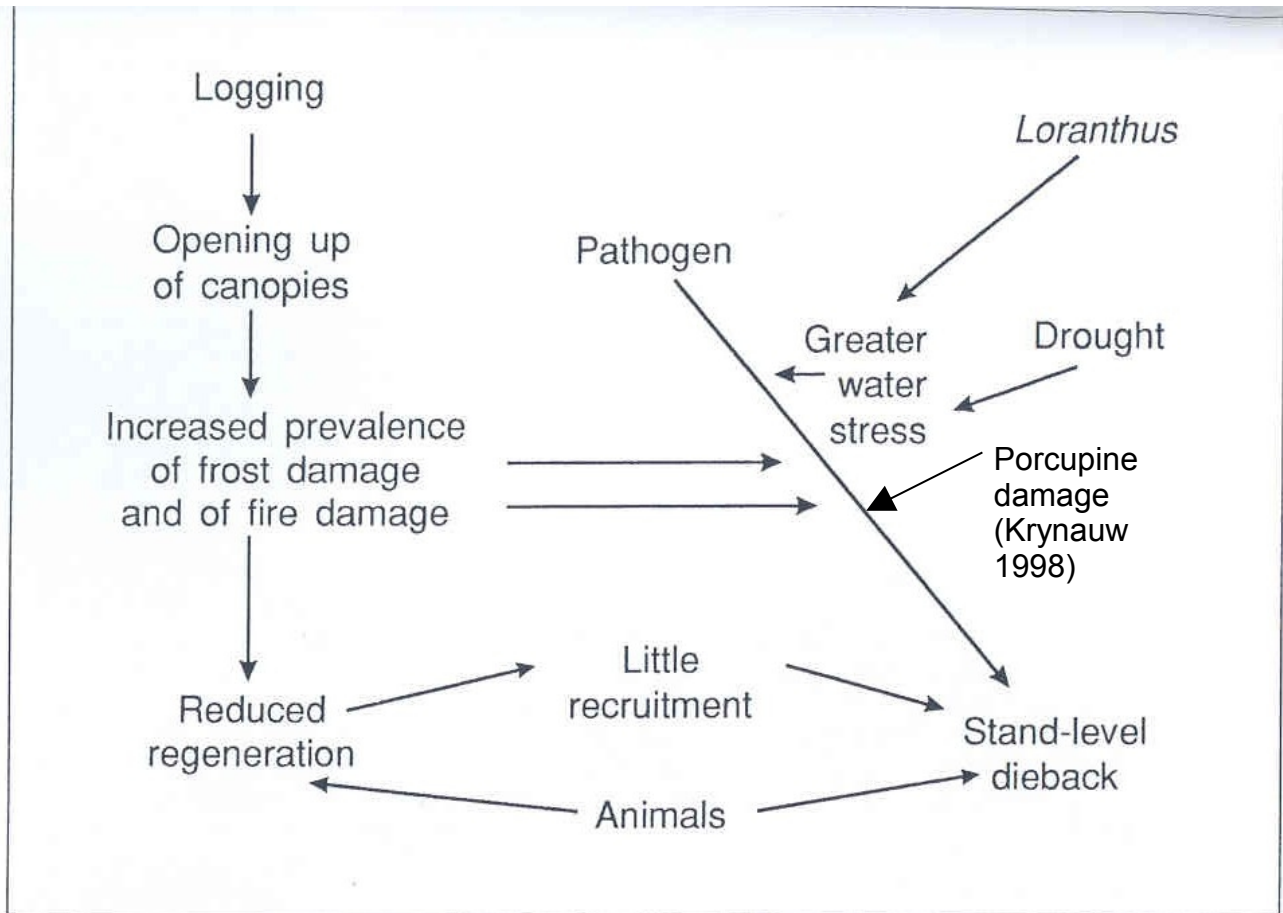 Logging
Loranthus
Opening up
of canopies
Pathogen
Greater
water
stress
Drought
Increased prevalence
of frost damage
and of fire damage
Porcupine
damage
(Krynauw
1998)
Little
recruitment
Reduced
regeneration
Stand-level
dieback
Animals